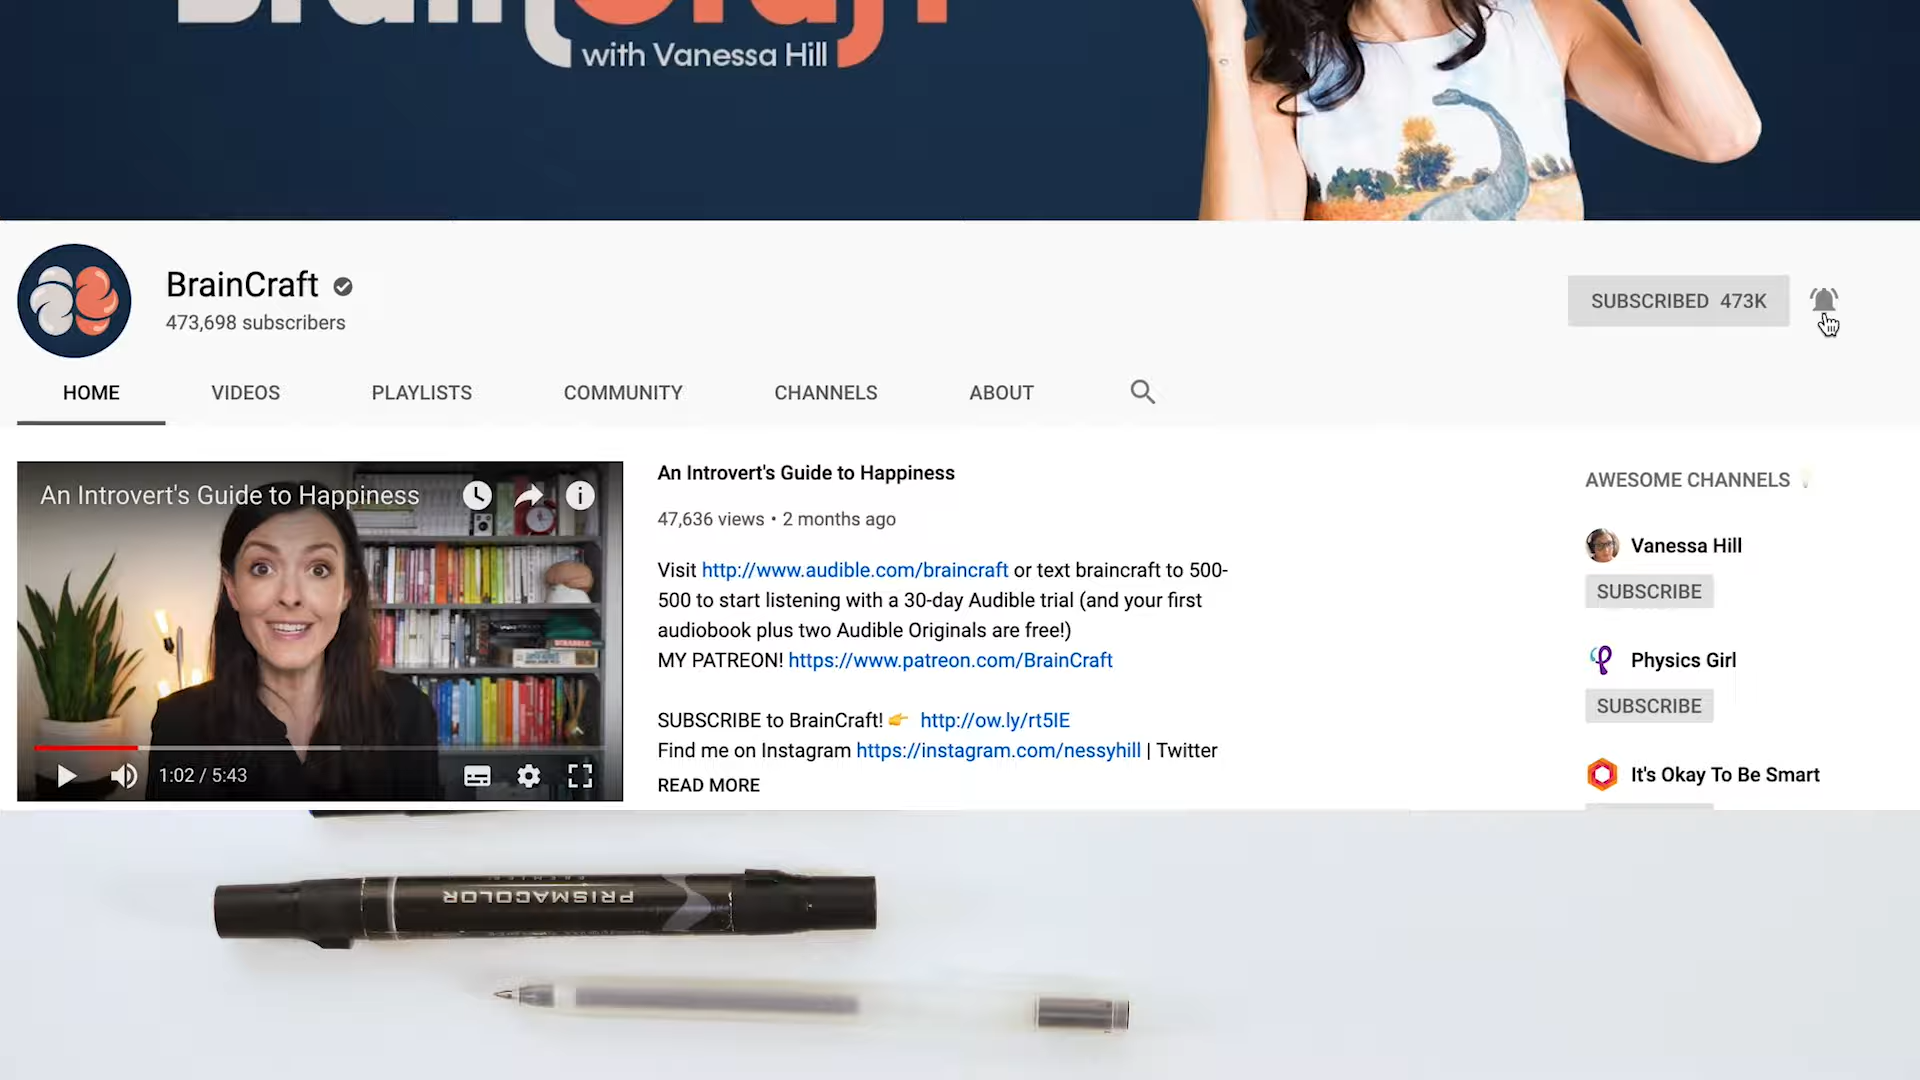 BrainCraft
with Vanessa Hill
BrainCraft
473,698 subscribers
SUBSCRIBED 473K
HOME VIDEOS PLAYLISTS COMMUNITY CHANNELS ABOUT
An Introvert's Guide to Happiness
1:02 / 5:43
An Introvert's Guide to Happiness
47,636 views • 2 months ago
Visit http://www.audible.com/braincraft or text braincraft to 500-
500 to start listening with a 30-day Audible trial (and your first
audiobook plus two Audible Originals are free!)
MY PATREON! https://www.patreon.com/BrainCraft
SUBSCRIBE to BrainCraft! 👉 http://ow.ly/rt5IE
Find me on Instagram https://instagram.com/nessyhill | Twitter
READ MORE
AWESOME CHANNELS
Vanessa Hill
SUBSCRIBE
Physics Girl
SUBSCRIBE
It's Okay To Be Smart
PRISMACOLOR